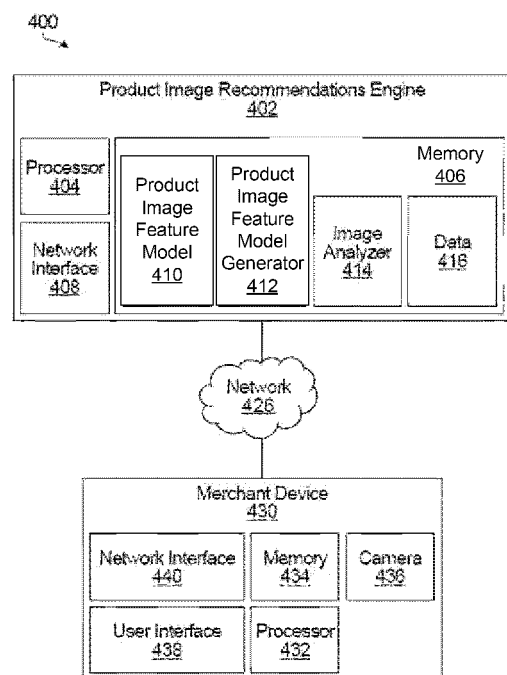 400
Product Image Recommendations Engine
402
Processor
404
Network
Interface
408
Memory
406
Product
Image
Feature
Model
410
Product
Image
Feature
Model
Generator
412
Image
Analyzer
414
Data
416
Network
426
Merchant Device
430
Network Interface
440
Memory
434
Camera
436
User Interface
438
Processor
432